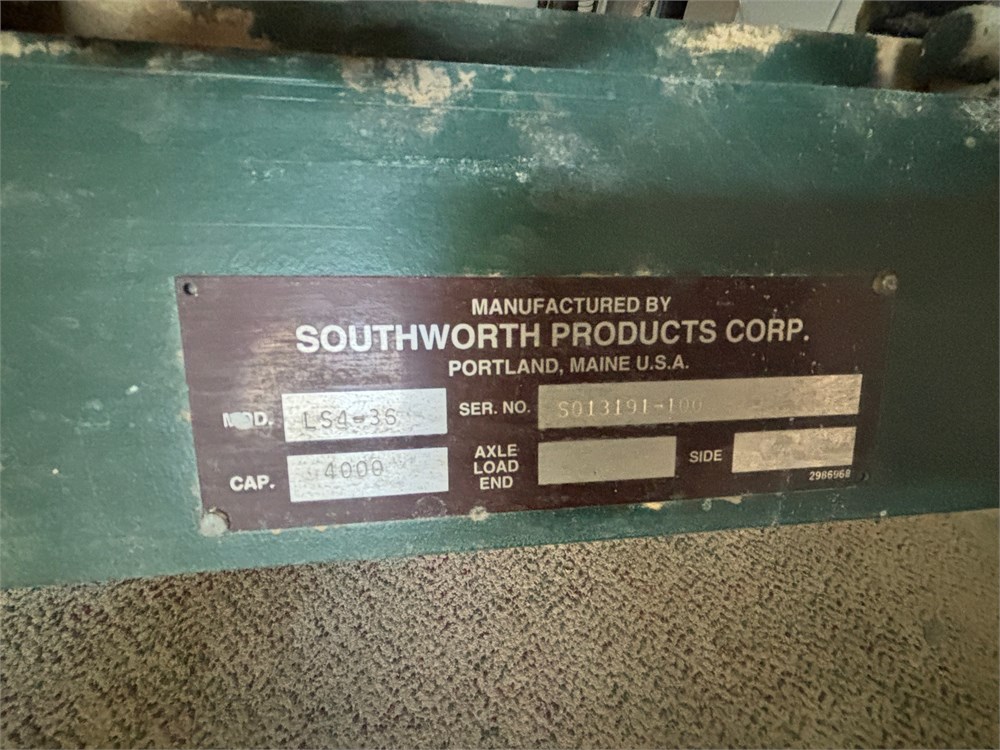 MANUFACTURED BY
SOUTHWORTH PRODUCTS CORP.
PORTLAND, MAINE U.S.A.
MOD. LS4-36 SER. NO. S013191-100
CAP. 4000 AXLE LOAD END SIDE
2986968